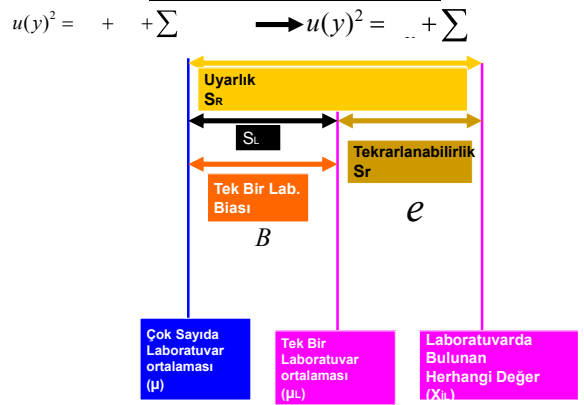 u(y)² = + + ∑ → u(y)² = + ∑
Uyarlık
SR
SL
Tekrarlanabilirlik
Sr
Tek Bir Lab.
Biası
e
B
Çok Sayıda
Laboratuvar
ortalaması
(μ)
Tek Bir
Laboratuvar
ortalaması
(μL)
Laboratuvarda
Bulunan
Herhangi Değer
(XiL)